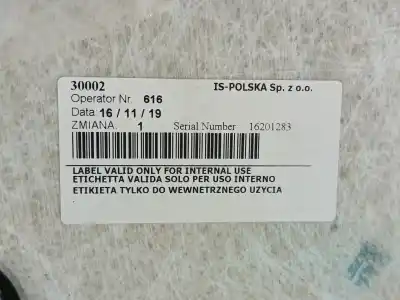 30002 IS-POLSKA Sp. z o.o.
Operator Nr. 616
Data 16 / 11 / 19
ZMIANA. 1 Serial Number 16201283
LABEL VALID ONLY FOR INTERNAL USE
ETICHETTA VALIDA SOLO PER USO INTERNO
ETIKIETA TYLKO DO WEWNETRZNEGO UZYCIA